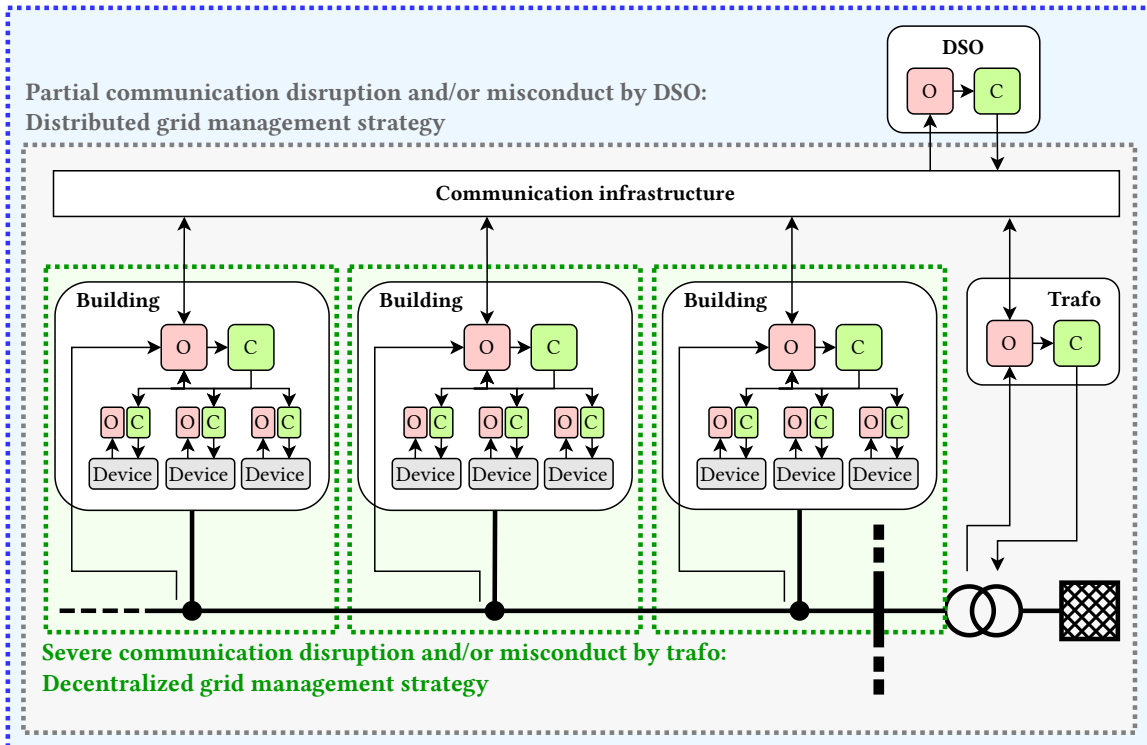 DSO
O C
Partial communication disruption and/or misconduct by DSO:
Distributed grid management strategy
Communication infrastructure
Building
O C
O C O C O C
Device Device Device
Building
O C
O C O C O C
Device Device Device
Building
O C
O C O C O C
Device Device Device
Trafo
O C
Severe communication disruption and/or misconduct by trafo:
Decentralized grid management strategy